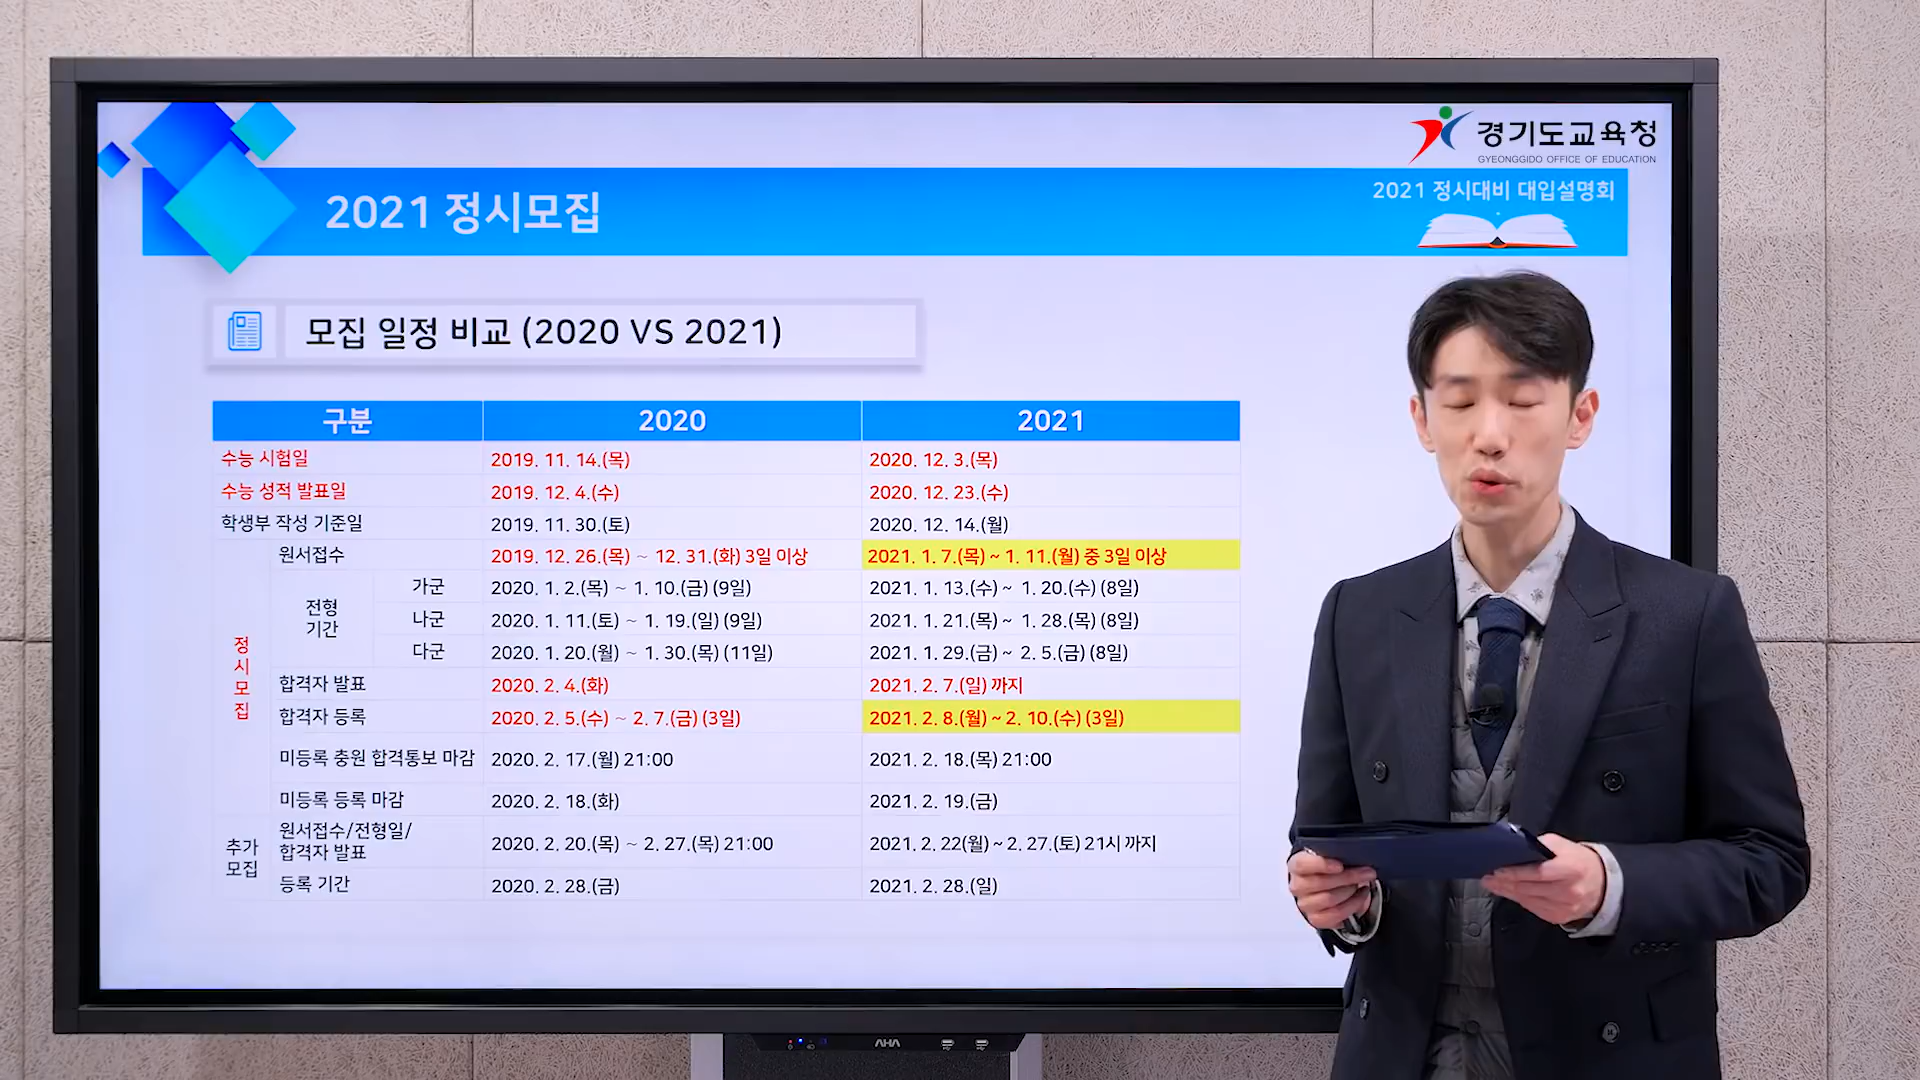 경기도교육청
GYEONGGIDO OFFICE OF EDUCATION
2021 정시대비 대입설명회
2021 정시모집
모집 일정 비교 (2020 VS 2021)
구분 2020 2021
수능 시험일 2019. 11. 14.(목) 2020. 12. 3.(목)
수능 성적 발표일 2019. 12. 4.(수) 2020. 12. 23.(수)
학생부 작성 기준일 2019. 11. 30.(토) 2020. 12. 14.(월)
정시모집
원서접수 2019. 12. 26.(목) ~ 12. 31.(화) 3일 이상 2021. 1. 7.(목) ~ 1. 11.(월) 중 3일 이상
전형
기간
가군 2020. 1. 2.(목) ~ 1. 10.(금) (9일) 2021. 1. 13.(수) ~ 1. 20.(수) (8일)
나군 2020. 1. 11.(토) ~ 1. 19.(일) (9일) 2021. 1. 21.(목) ~ 1. 28.(목) (8일)
다군 2020. 1. 20.(월) ~ 1. 30.(목) (11일) 2021. 1. 29.(금) ~ 2. 5.(금) (8일)
합격자 발표 2020. 2. 4.(화) 2021. 2. 7.(일) 까지
합격자 등록 2020. 2. 5.(수) ~ 2. 7.(금) (3일) 2021. 2. 8.(월) ~ 2. 10.(수) (3일)
미등록 충원 합격통보 마감 2020. 2. 17.(월) 21:00 2021. 2. 18.(목) 21:00
미등록 등록 마감 2020. 2. 18.(화) 2021. 2. 19.(금)
추가
모집
원서접수/전형일/
합격자 발표 2020. 2. 20.(목) ~ 2. 27.(목) 21:00 2021. 2. 22(월) ~ 2. 27.(토) 21시 까지
등록 기간 2020. 2. 28.(금) 2021. 2. 28.(일)
AHA